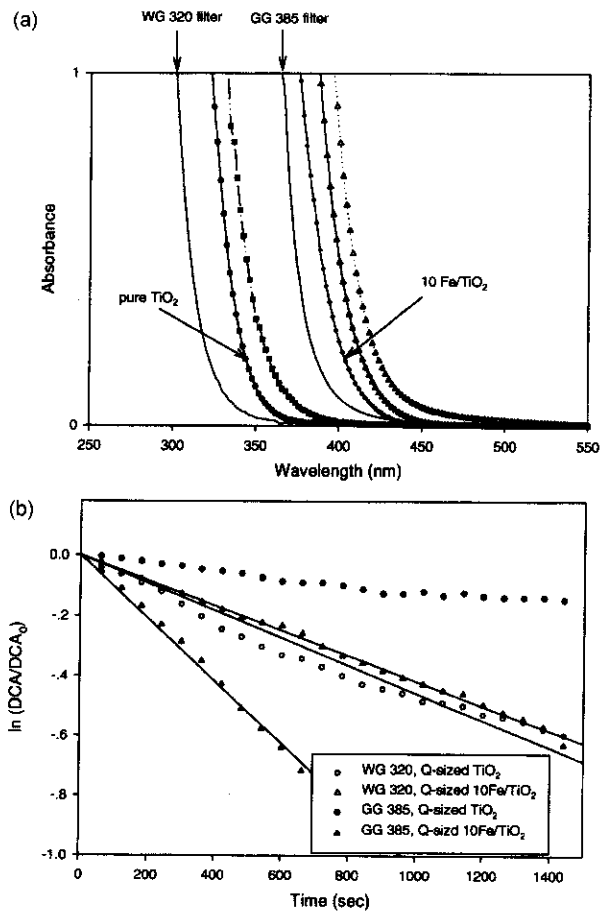 (a)
WG 320 filter GG 385 filter
1
Absorbance
pure TiO₂
10 Fe/TiO₂
0
250 300 350 400 450 500 550
Wavelength (nm)
(b)
0.0
-.2
-.4
-.6
-.8
-1.0
ln (DCA/DCA₀)
WG 320, Q-sized TiO₂
WG 320, Q-sized 10Fe/TiO₂
GG 385, Q-sized TiO₂
GG 385, Q-sizd 10Fe/TiO₂
0 200 400 600 800 1000 1200 1400
Time (sec)